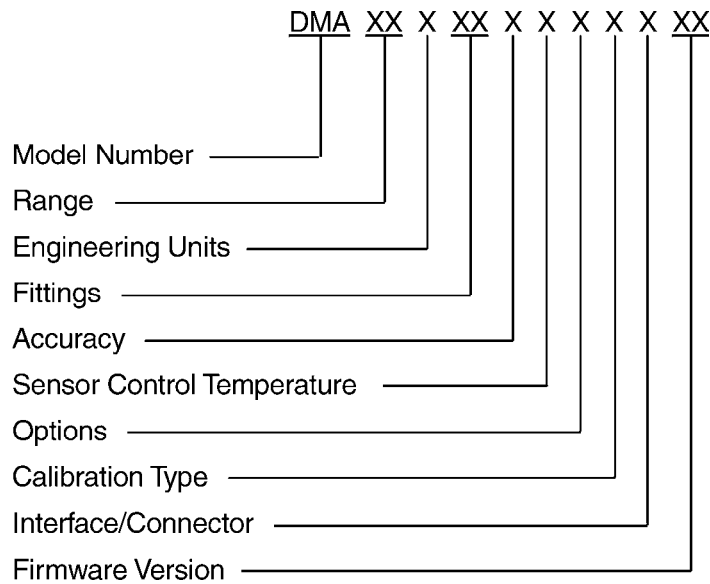 DMA XX X XX X X X X X XX
Model Number
Range
Engineering Units
Fittings
Accuracy
Sensor Control Temperature
Options
Calibration Type
Interface/Connector
Firmware Version